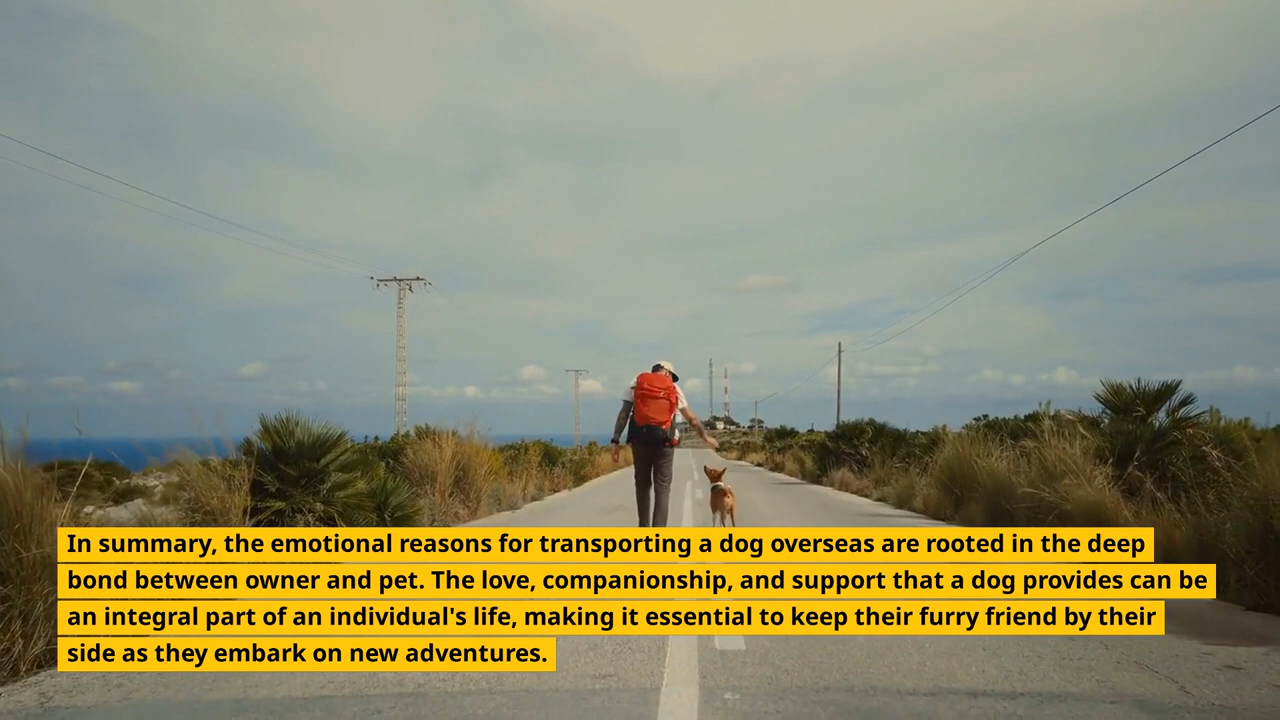 In summary, the emotional reasons for transporting a dog overseas are rooted in the deep
bond between owner and pet. The love, companionship, and support that a dog provides can be
an integral part of an individual's life, making it essential to keep their furry friend by their
side as they embark on new adventures.